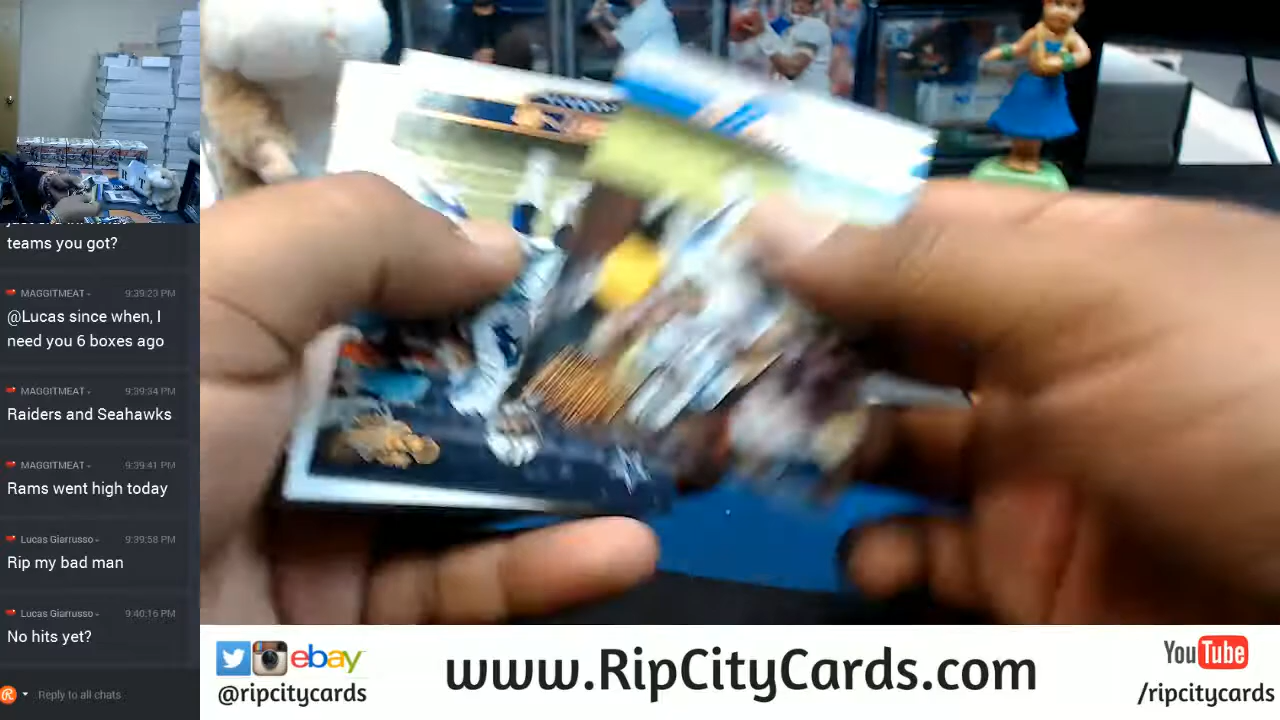 teams you got?
MAGGITMEAT
9:39:23 PM
@Lucas since when, I
need you 6 boxes ago
MAGGITMEAT
9:39:34 PM
Raiders and Seahawks
MAGGITMEAT
9:39:41 PM
Rams went high today
Lucas Giarrusso
9:39:58 PM
Rip my bad man
Lucas Giarrusso
9:40:16 PM
No hits yet?
Reply to all chats
ebay
@ripcitycards
www.RipCityCards.com
YouTube
/ripcitycards